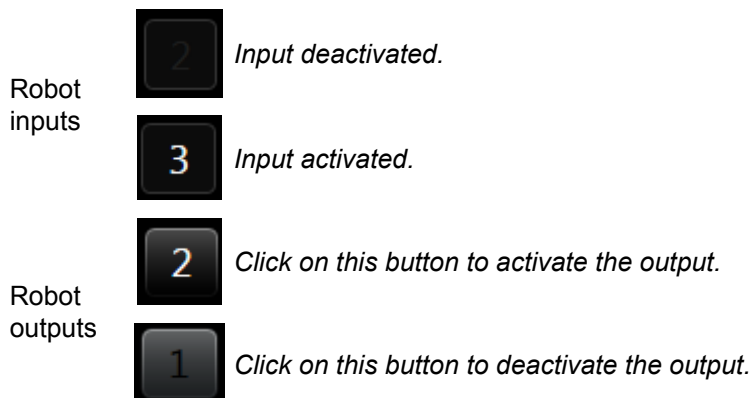 2 Input deactivated.
Robot
inputs
3 Input activated.
2 Click on this button to activate the output.
Robot
outputs
1 Click on this button to deactivate the output.